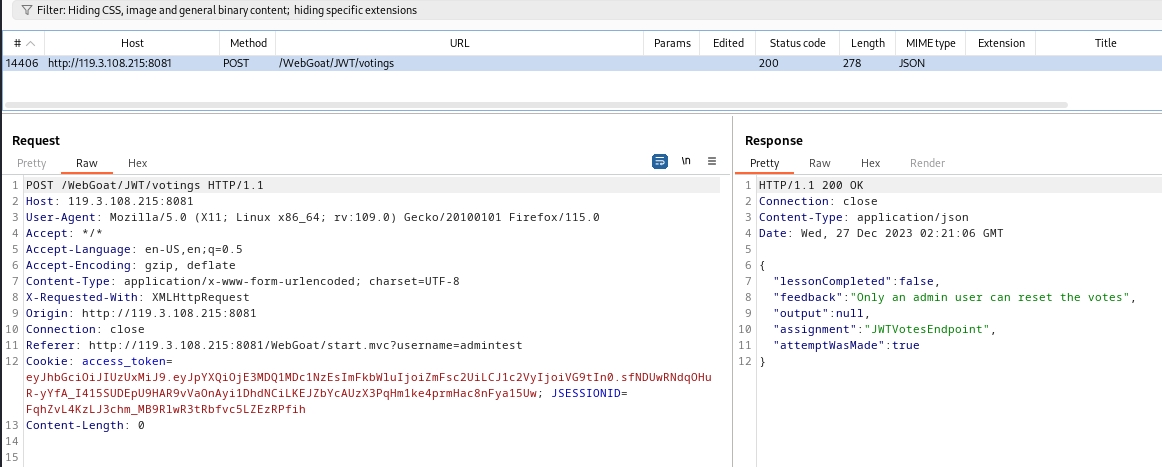 Filter: Hiding CSS, image and general binary content; hiding specific extensions
# Host Method URL Params Edited Status code Length MIME type Extension Title
14406 http://119.3.108.215:8081 POST /WebGoat/JWT/votings 200 278 JSON
Request
Pretty Raw Hex
\n
1 POST /WebGoat/JWT/votings HTTP/1.1
2 Host: 119.3.108.215:8081
3 User-Agent: Mozilla/5.0 (X11; Linux x86_64; rv:109.0) Gecko/20100101 Firefox/115.0
4 Accept: */*
5 Accept-Language: en-US,en;q=0.5
6 Accept-Encoding: gzip, deflate
7 Content-Type: application/x-www-form-urlencoded; charset=UTF-8
8 X-Requested-With: XMLHttpRequest
9 Origin: http://119.3.108.215:8081
10 Connection: close
11 Referer: http://119.3.108.215:8081/WebGoat/start.mvc?username=admintest
12 Cookie: access_token=
eyJhbGciOiJIUzUxMiJ9.eyJpYXQiOjE3MDQ1MDc1NzEsImFkbWluIjoiZmFsc2UiLCJ1c2VyIjoiVG9tIn0.sfNDUwRNdqOHu
R-yYfA_I415SUDEpU9HAR9vVaOnAyi1DhdNCiLKEJZbYcAUzX3PqHm1ke4prmHac8nFya15Uw; JSESSIONID=
FqhZvL4KzLJ3chm_MB9RlwR3tRbfvc5LZEzRPfih
13 Content-Length: 0
14
15
Response
Pretty Raw Hex Render
1 HTTP/1.1 200 OK
2 Connection: close
3 Content-Type: application/json
4 Date: Wed, 27 Dec 2023 02:21:06 GMT
5
6 {
7 "lessonCompleted":false,
8 "feedback":"Only an admin user can reset the votes",
9 "output":null,
10 "assignment":"JWTVotesEndpoint",
11 "attemptWasMade":true
12 }